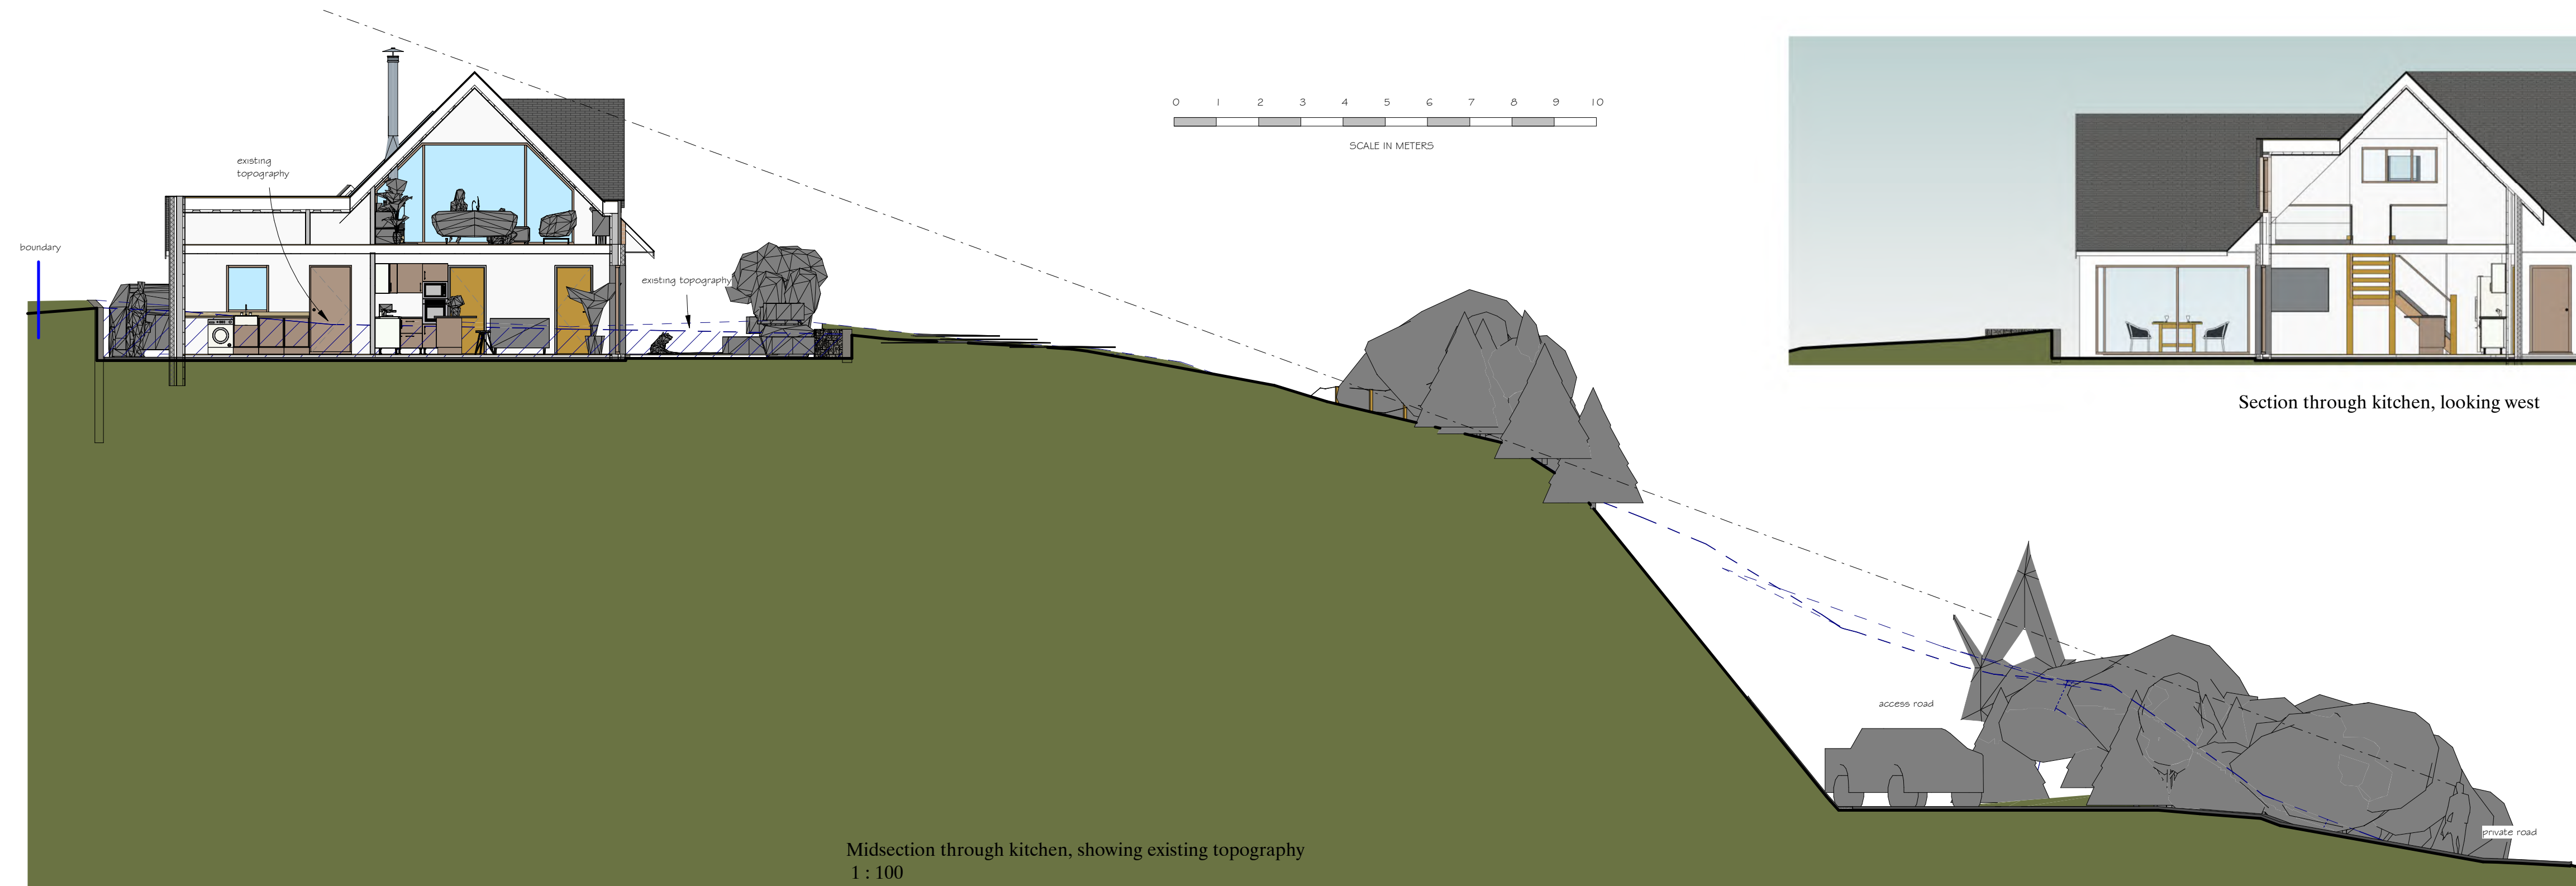 0 1 2 3 4 5 6 7 8 9 10
SCALE IN METERS
existing
topography
boundary
existing topography
Section through kitchen, looking west
access road
private road
Midsection through kitchen, showing existing topography
1 : 100